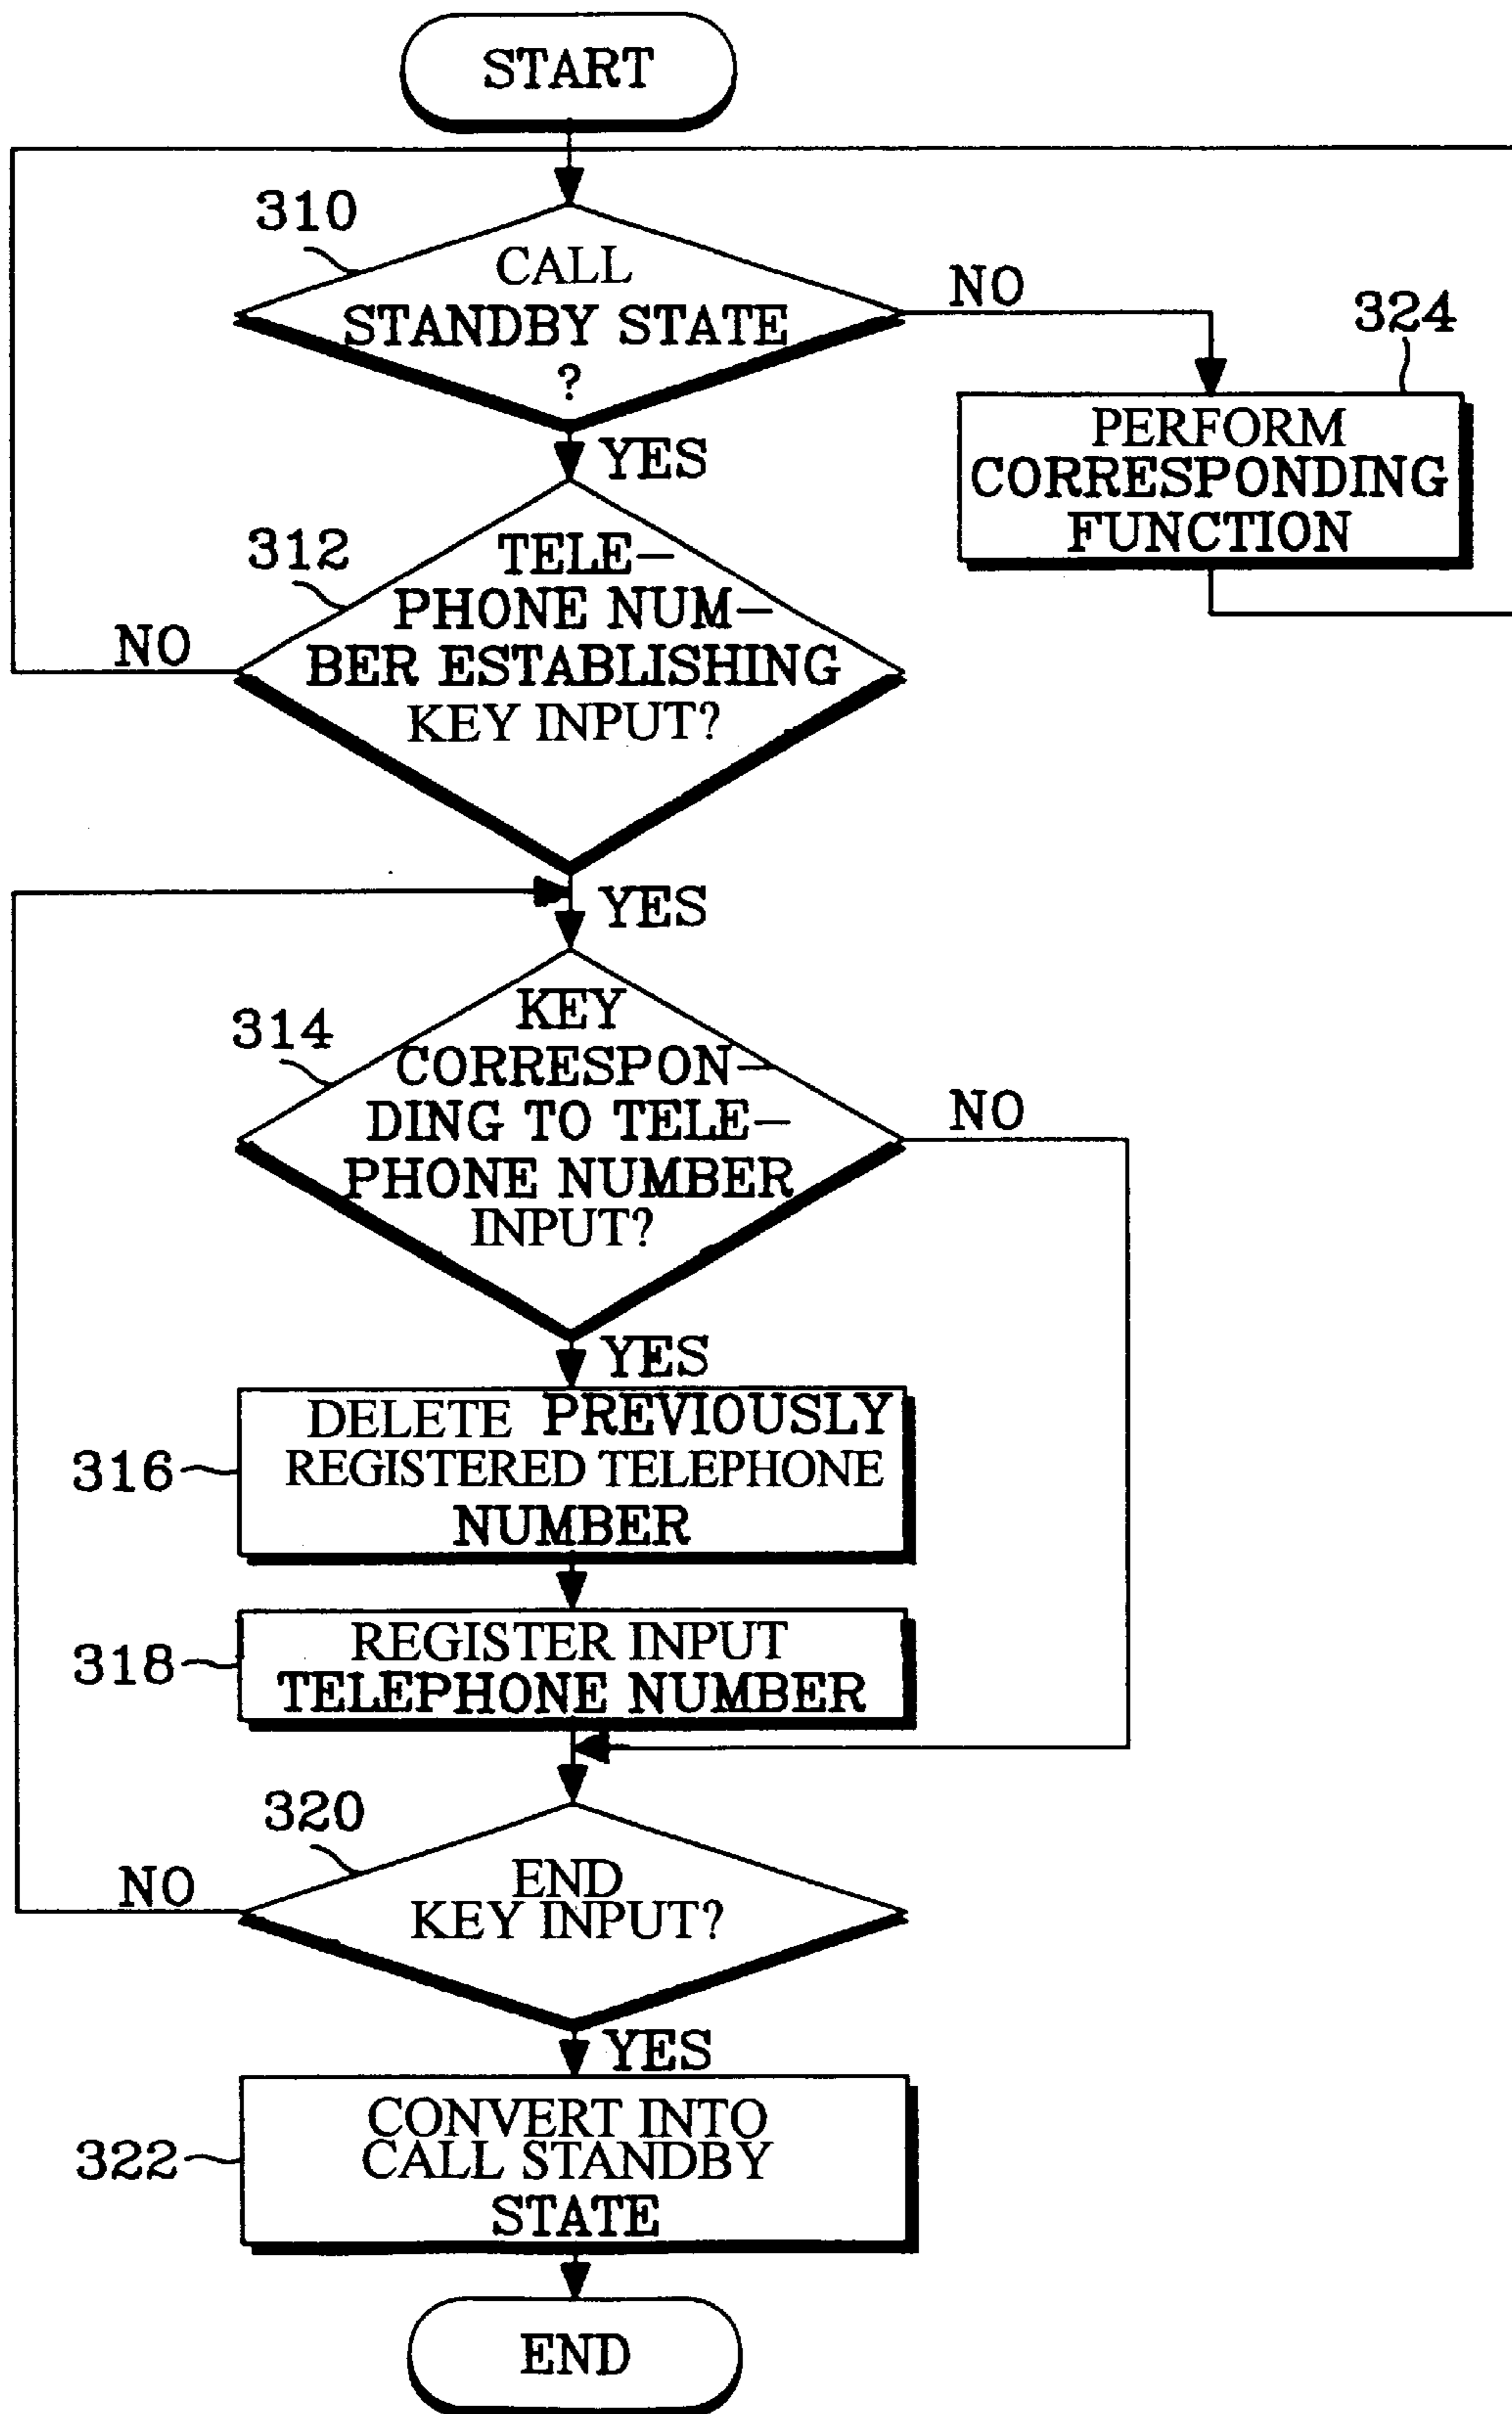 START
310
CALL
STANDBY STATE
?
NO
324
PERFORM
CORRESPONDING
FUNCTION
YES
312
TELE-
PHONE NUM-
BER ESTABLISHING
KEY INPUT?
NO
YES
314
KEY
CORRESPON-
DING TO TELE-
PHONE NUMBER
INPUT?
NO
YES
316
DELETE PREVIOUSLY
REGISTERED TELEPHONE
NUMBER
318
REGISTER INPUT
TELEPHONE NUMBER
320
END
KEY INPUT?
NO
YES
322
CONVERT INTO
CALL STANDBY
STATE
END